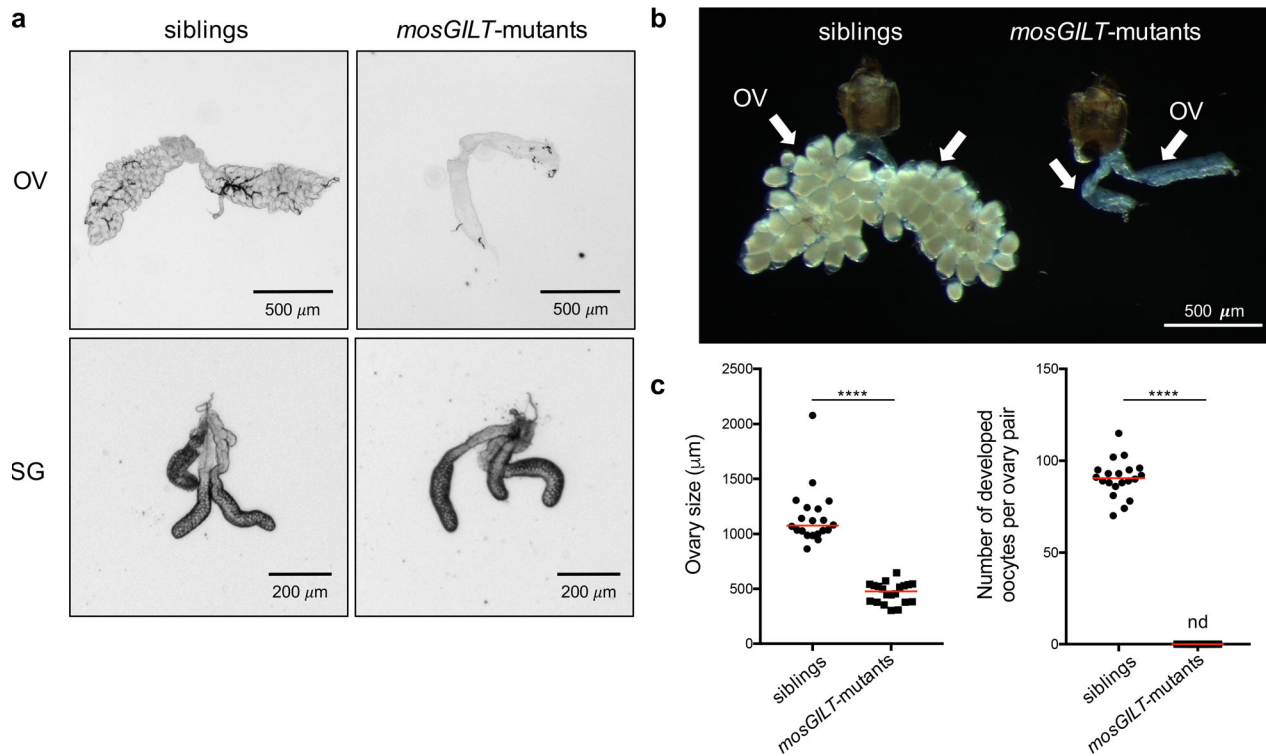 a
siblings
mosGILT-mutants
OV
500 μm
500 μm
SG
200 μm
200 μm
b
siblings
mosGILT-mutants
OV
OV
500 μm
c
Ovary size (μm)
2500
2000
1500
1000
500
0
****
siblings
mosGILT-mutants
Number of developed
oocytes per ovary pair
150
100
50
0
****
nd
siblings
mosGILT-mutants